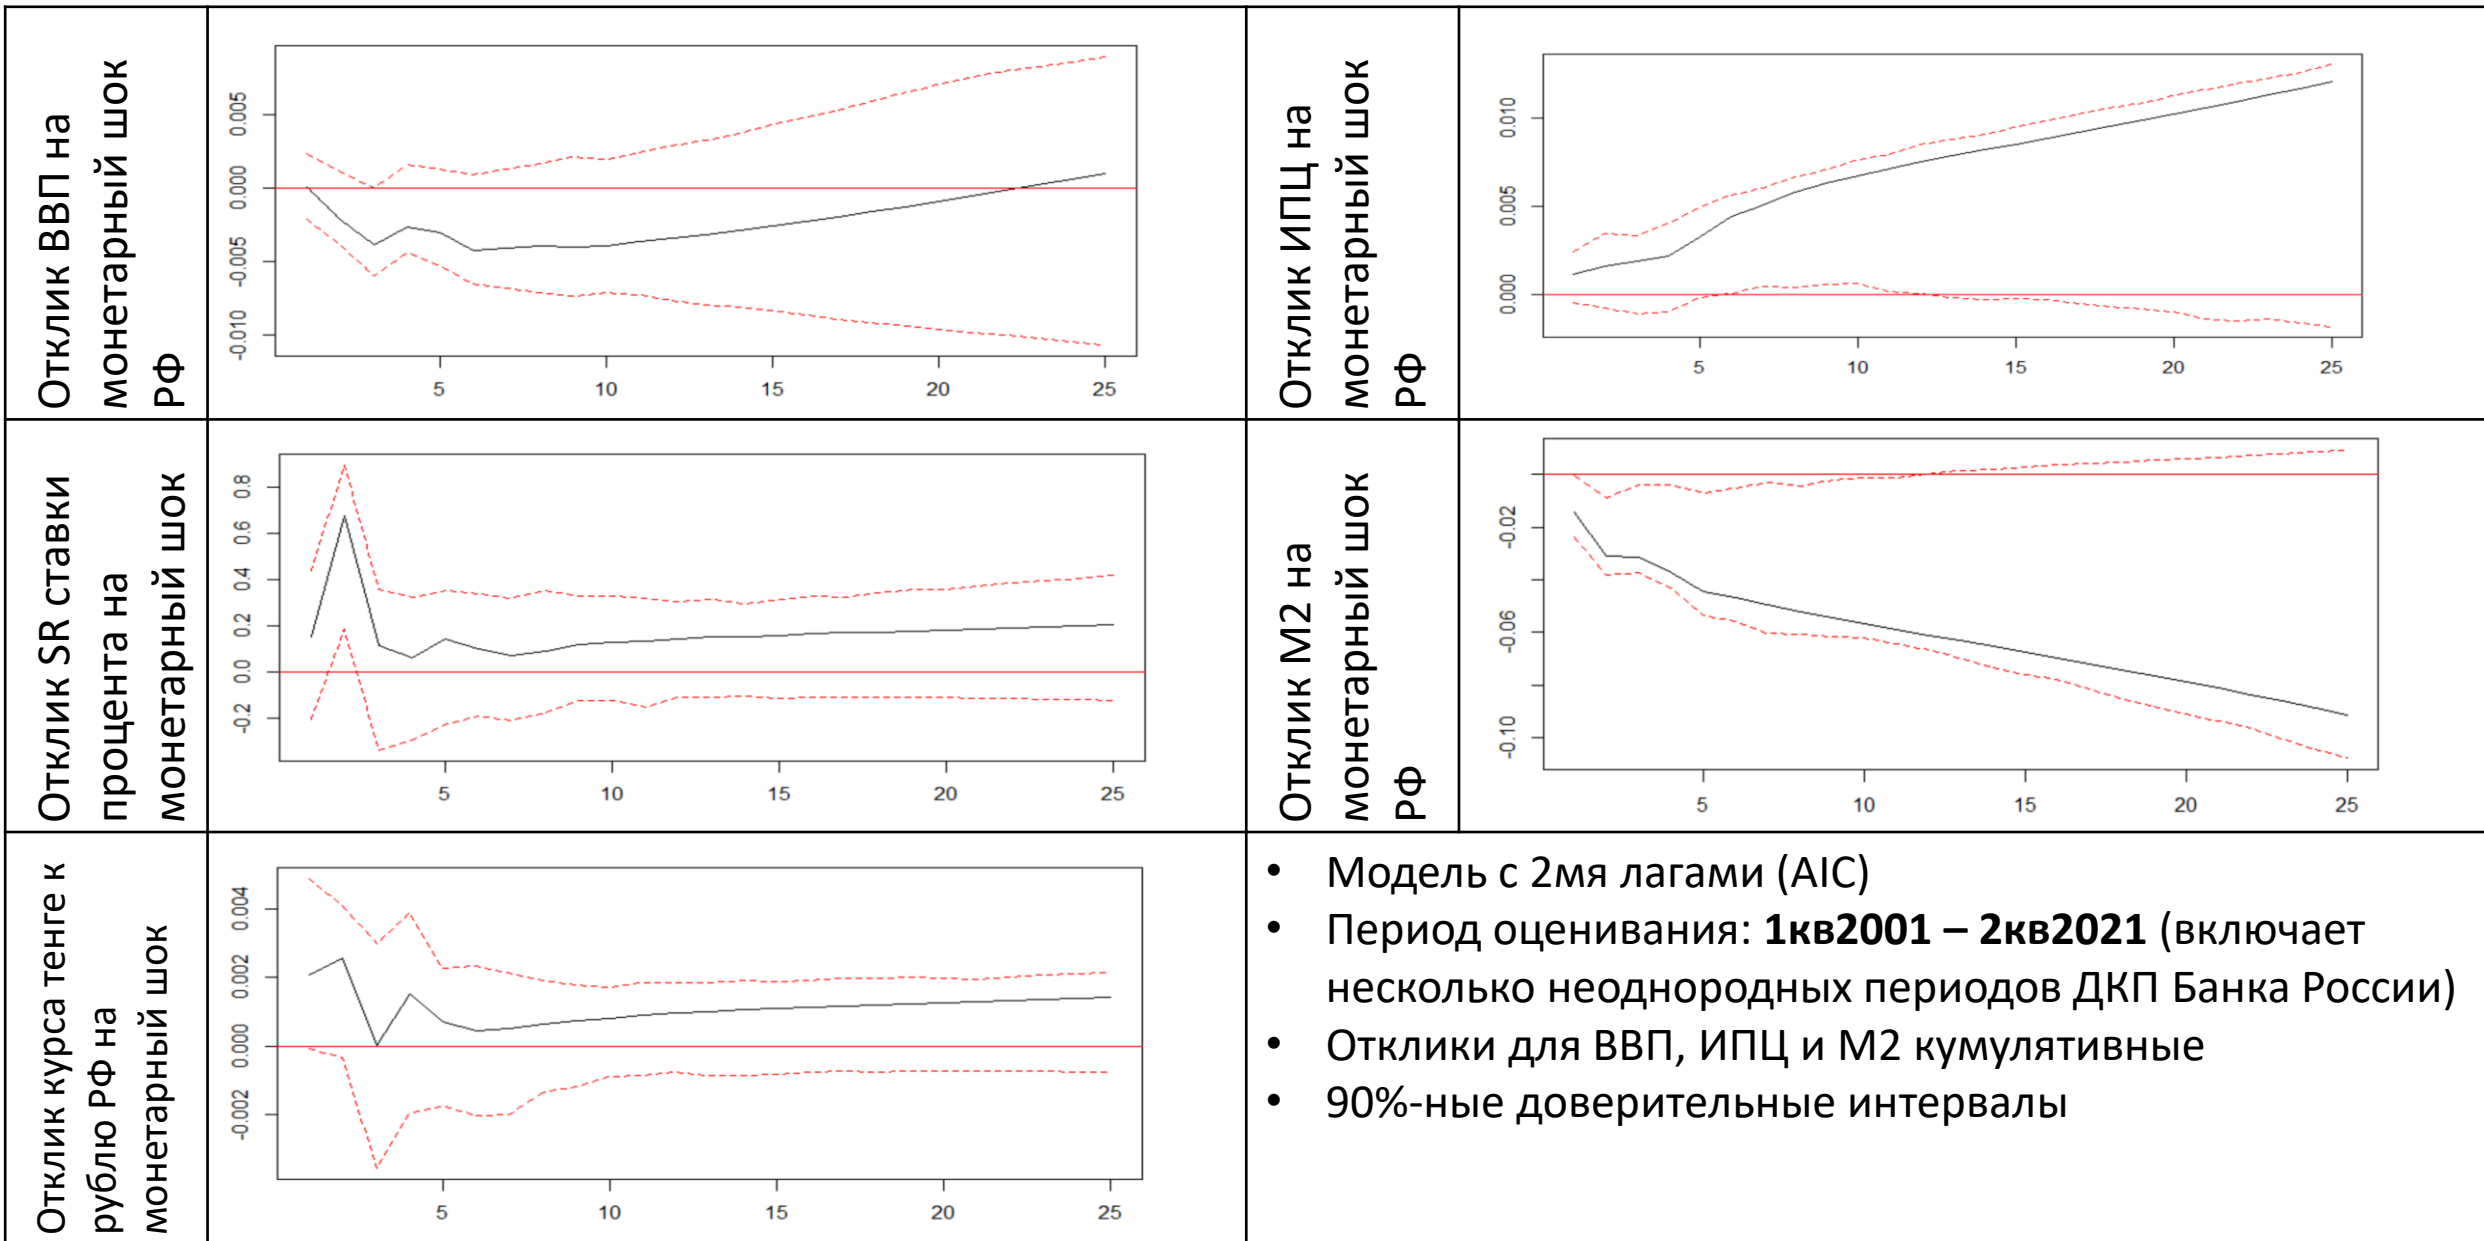 Отклик ВВП на
монетарный шок
РФ
0.005
0.000
-0.005
-0.010
5
10
15
20
25
Отклик ИПЦ на
монетарный шок
РФ
0.010
0.005
0.000
5
10
15
20
25
Отклик SR ставки
процента на
монетарный шок
0.8
0.6
0.4
0.2
0.0
-0.2
5
10
15
20
25
Отклик М2 на
монетарный шок
РФ
-0.02
-0.06
-0.10
5
10
15
20
25
Отклик курса тенге к
рублю РФ на
монетарный шок
0.004
0.002
0.000
-0.002
5
10
15
20
25
• Модель с 2мя лагами (AIC)
• Период оценивания: 1кв2001 – 2кв2021 (включает
несколько неоднородных периодов ДКП Банка России)
• Отклики для ВВП, ИПЦ и М2 кумулятивные
• 90%-ные доверительные интервалы